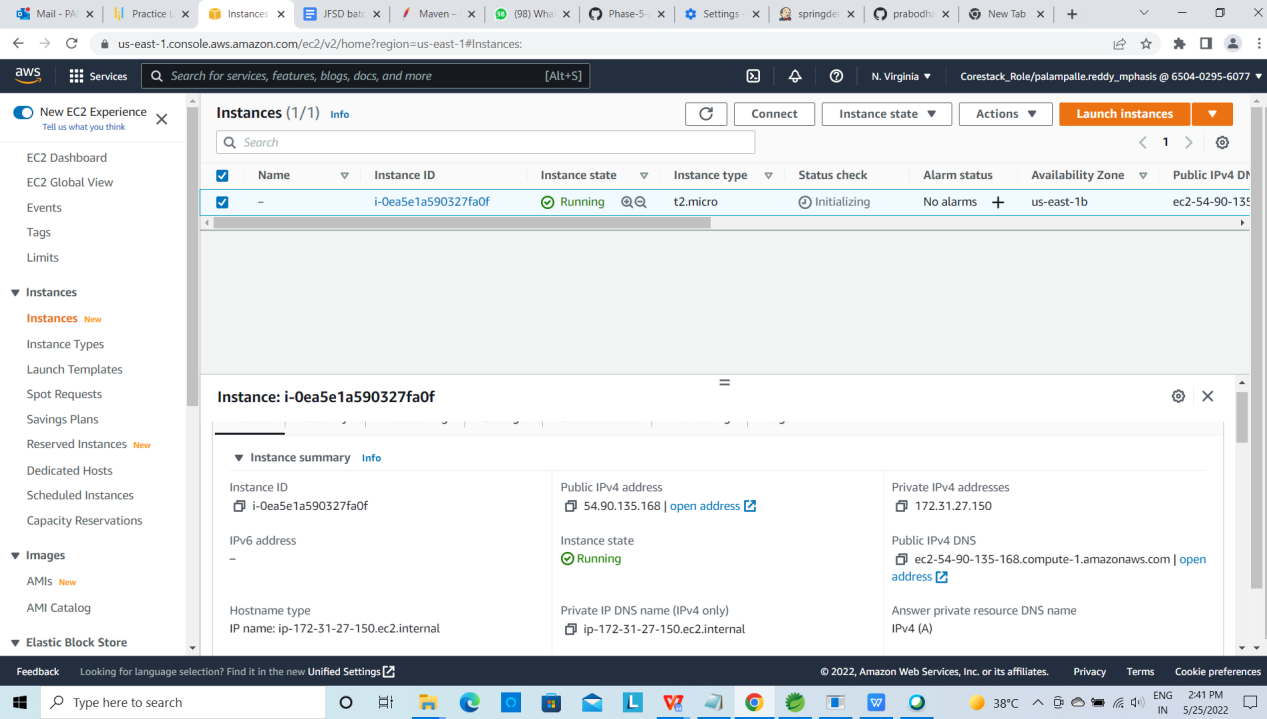 Mail - PA
Practice L
Instances
JFSD bat
Maven –
(98) Wha
Phase-5-
Settings
springde
prabodha
New Tab
us-east-1.console.aws.amazon.com/ec2/v2/home?region=us-east-1#Instances:
aws
Services
Search for services, features, blogs, docs, and more
[Alt+S]
N. Virginia
Corestack_Role/palampalle.reddy_mphasis @ 6504-0295-6077
New EC2 Experience
Tell us what you think
EC2 Dashboard
EC2 Global View
Events
Tags
Limits
Instances
Instances New
Instance Types
Launch Templates
Spot Requests
Savings Plans
Reserved Instances New
Dedicated Hosts
Scheduled Instances
Capacity Reservations
Images
AMIs New
AMI Catalog
Elastic Block Store
Instances (1/1) Info
Connect
Instance state
Actions
Launch instances
Search
1
Name Instance ID Instance state Instance type Status check Alarm status Availability Zone Public IPv4 DN
– i-0ea5e1a590327fa0f Running t2.micro Initializing No alarms + us-east-1b ec2-54-90-135
Instance: i-0ea5e1a590327fa0f
Instance summary Info
Instance ID
i-0ea5e1a590327fa0f
Public IPv4 address
54.90.135.168 | open address
Private IPv4 addresses
172.31.27.150
IPv6 address
–
Instance state
Running
Public IPv4 DNS
ec2-54-90-135-168.compute-1.amazonaws.com | open
address
Hostname type
IP name: ip-172-31-27-150.ec2.internal
Private IP DNS name (IPv4 only)
ip-172-31-27-150.ec2.internal
Answer private resource DNS name
IPv4 (A)
Feedback
Looking for language selection? Find it in the new Unified Settings
© 2022, Amazon Web Services, Inc. or its affiliates.
Privacy
Terms
Cookie preferences
Type here to search
38°C
ENG
IN
2:41 PM
5/25/2022